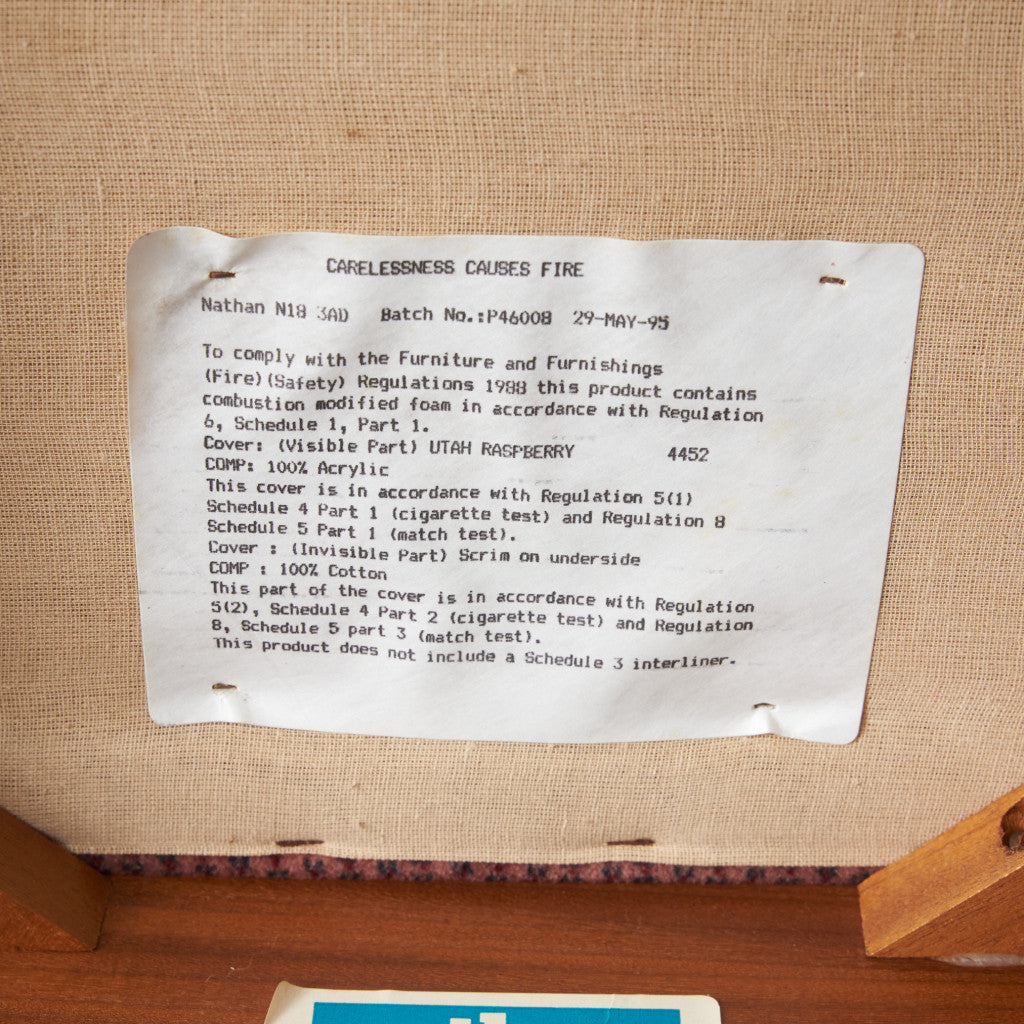 CARELESSNESS CAUSES FIRE
Nathan N18 3AD Batch No.:P46008 29-MAY-95
To comply with the Furniture and Furnishings
(Fire)(Safety) Regulations 1988 this product contains
combustion modified foam in accordance with Regulation
6, Schedule 1, Part 1.
Cover: (Visible Part) UTAH RASPBERRY 4452
COMP: 100% Acrylic
This cover is in accordance with Regulation 5(1)
Schedule 4 Part 1 (cigarette test) and Regulation 8
Schedule 5 Part 1 (match test).
Cover : (Invisible Part) Scrim on underside
COMP : 100% Cotton
This part of the cover is in accordance with Regulation
5(2), Schedule 4 Part 2 (cigarette test) and Regulation
8, Schedule 5 part 3 (match test).
This product does not include a Schedule 3 interliner.